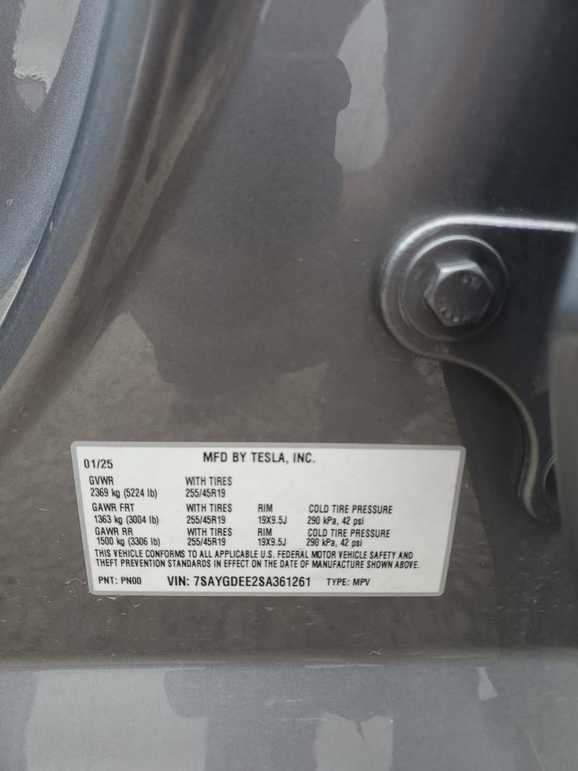 01/25 MFD BY TESLA, INC.
GVWR WITH TIRES
2369 kg (5224 lb) 255/45R19
GAWR FRT WITH TIRES RIM COLD TIRE PRESSURE
1363 kg (3004 lb) 255/45R19 19X9.5J 290 kPa, 42 psi
GAWR RR WITH TIRES RIM COLD TIRE PRESSURE
1500 kg (3306 lb) 255/45R19 19X9.5J 290 kPa, 42 psi
THIS VEHICLE CONFORMS TO ALL APPLICABLE U.S. FEDERAL MOTOR VEHICLE SAFETY AND
THEFT PREVENTION STANDARDS IN EFFECT ON THE DATE OF MANUFACTURE SHOWN ABOVE.
PNT: PN00 VIN: 7SAYGDEE2SA361261 TYPE: MPV